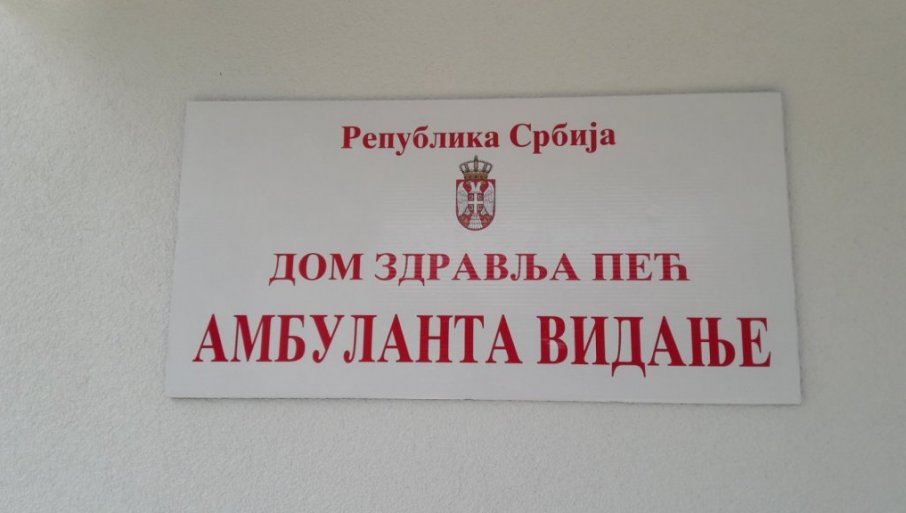 Република Србија
ДОМ ЗДРАВЉА ПЕЋ
АМБУЛАНТА ВИДАЊЕ